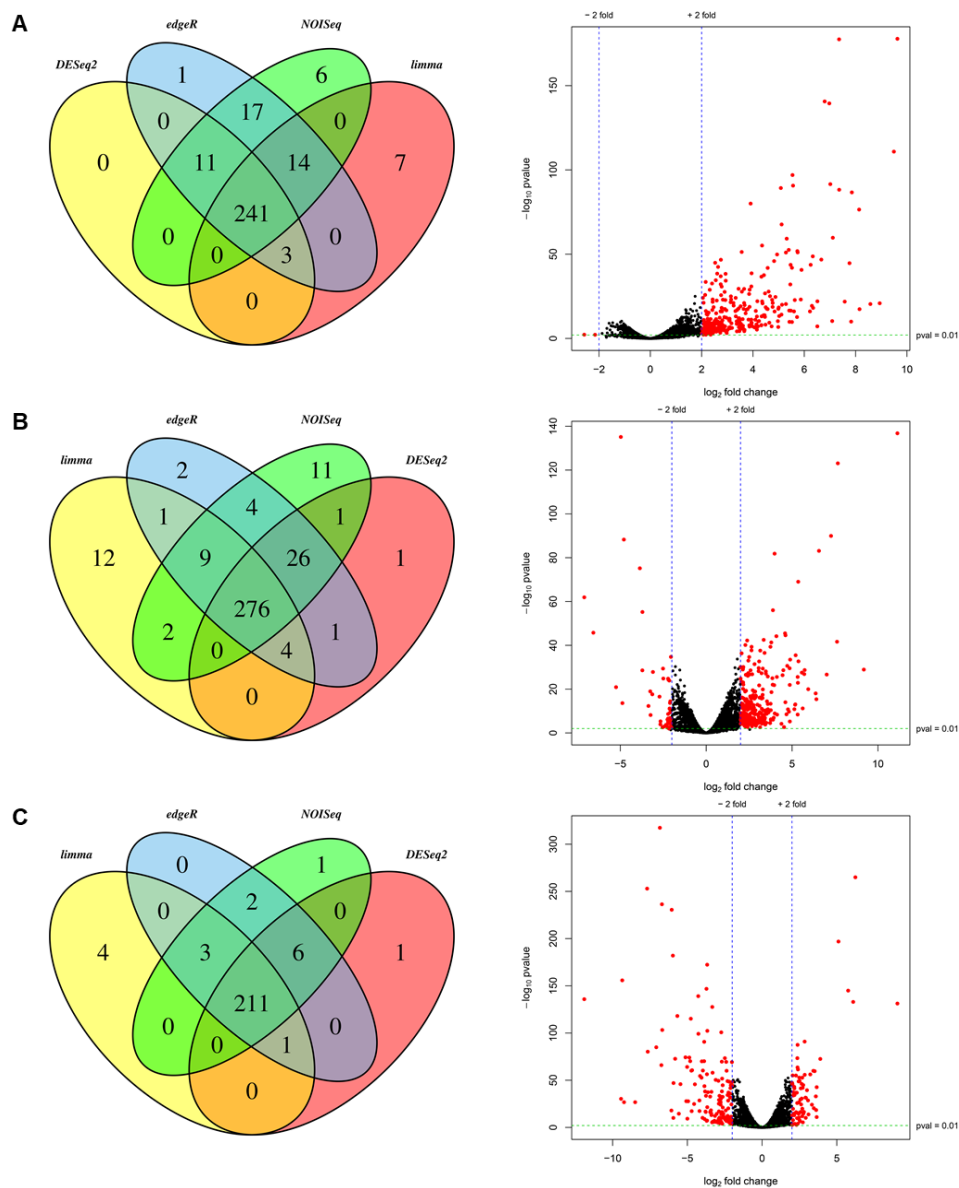 A
DESeq2
edgeR
NOISeq
limma
0
0
1
17
6
0
7
11
14
241
0
0
3
0
0
− 2 fold
+ 2 fold
− log10 pvalue
0
50
100
150
−2
0
2
4
6
8
10
log2 fold change
pval = 0.01
B
limma
edgeR
NOISeq
DESeq2
12
1
2
4
11
1
1
9
26
276
2
0
4
1
0
− 2 fold
+ 2 fold
− log10 pvalue
0
20
40
60
80
100
120
140
−5
0
5
10
log2 fold change
pval = 0.01
C
limma
edgeR
NOISeq
DESeq2
4
0
0
2
1
0
1
3
6
211
0
0
1
0
0
− 2 fold
+ 2 fold
− log10 pvalue
0
50
100
150
200
250
300
−10
−5
0
5
log2 fold change
pval = 0.01